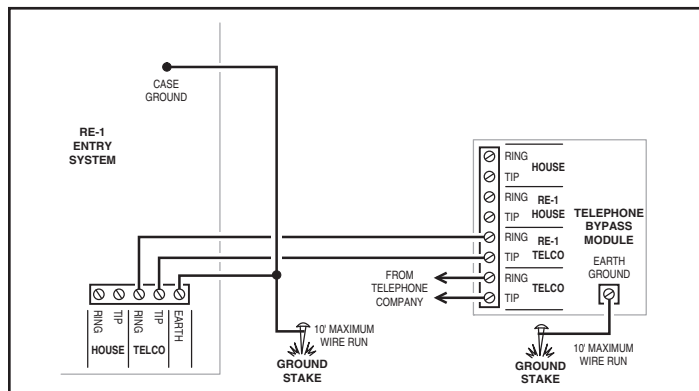 CASE
GROUND
RE-1
ENTRY
SYSTEM
RING
TIP
RING
TIP
EARTH
HOUSE
TELCO
10' MAXIMUM
WIRE RUN
GROUND
STAKE
RING
TIP
HOUSE
RING
TIP
RE-1
HOUSE
RING
TIP
RE-1
TELCO
RING
TIP
TELCO
TELEPHONE
BYPASS
MODULE
EARTH
GROUND
FROM
TELEPHONE
COMPANY
10' MAXIMUM
WIRE RUN
GROUND
STAKE